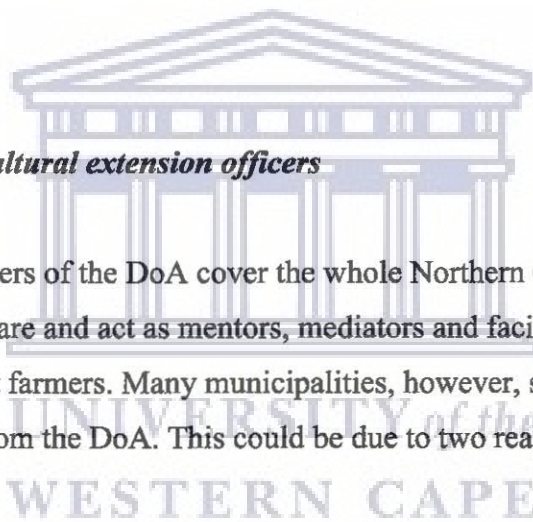 ultural extension officers
ers of the DoA cover the whole Northern
are and act as mentors, mediators and faci
farmers. Many municipalities, however, s
UNIVERSITY of the
om the DoA. This could be due to two rea
WESTERN CAPE